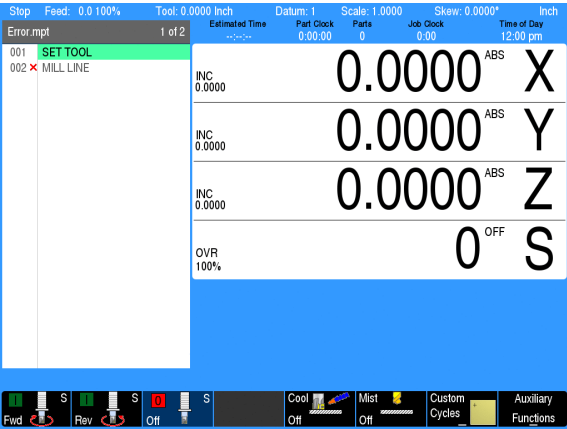 Stop Feed: 0.0 100% Tool: 0.0000 Inch Datum: 1 Scale: 1.0000 Skew: 0.0000° Inch
Error.mpt 1 of 2
Estimated Time Part Clock Parts Job Clock Time of Day
--:--:-- 0:00:00 0 0:00 12:00 pm
001 SET TOOL
002 × MILL LINE
INC 0.0000 0.0000 ABS X
INC 0.0000 0.0000 ABS Y
INC 0.0000 0.0000 ABS Z
OVR 100% 0 OFF S
I S I S 0 S Cool Mist Custom Auxiliary
Fwd Rev Off Off Off Cycles Functions